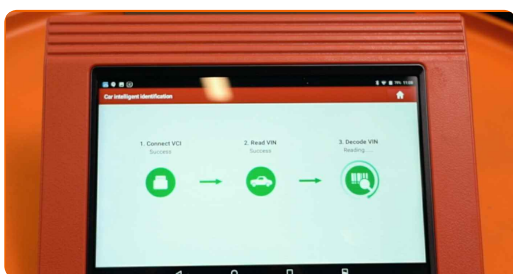 Car intelligent identification
1. Connect VCI
Success
2. Read VIN
Success
3. Decode VIN
Reading.....